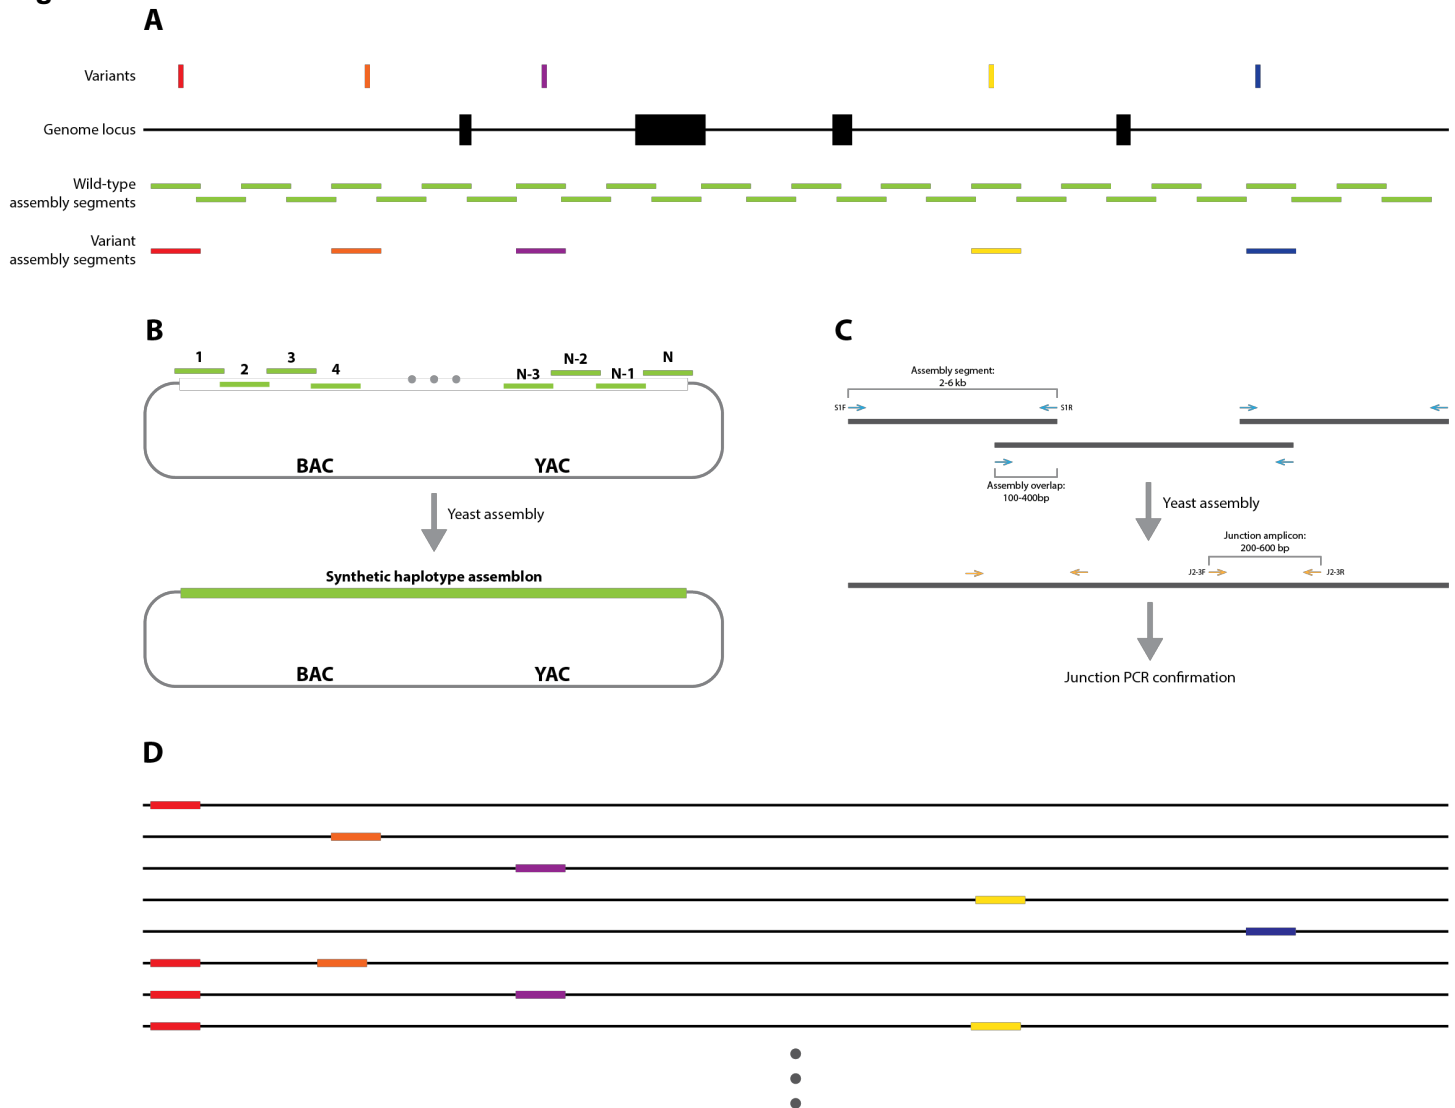 A
Variants
Genome locus
Wild-type
assembly segments
Variant
assembly segments
B
1
2
3
4
N-3
N-2
N-1
N
BAC
YAC
Yeast assembly
Synthetic haplotype assemblon
BAC
YAC
C
Assembly segment:
2-6 kb
S1F
S1R
Assembly overlap:
100-400bp
Yeast assembly
Junction amplicon:
200-600 bp
J2-3F
J2-3R
Junction PCR confirmation
D